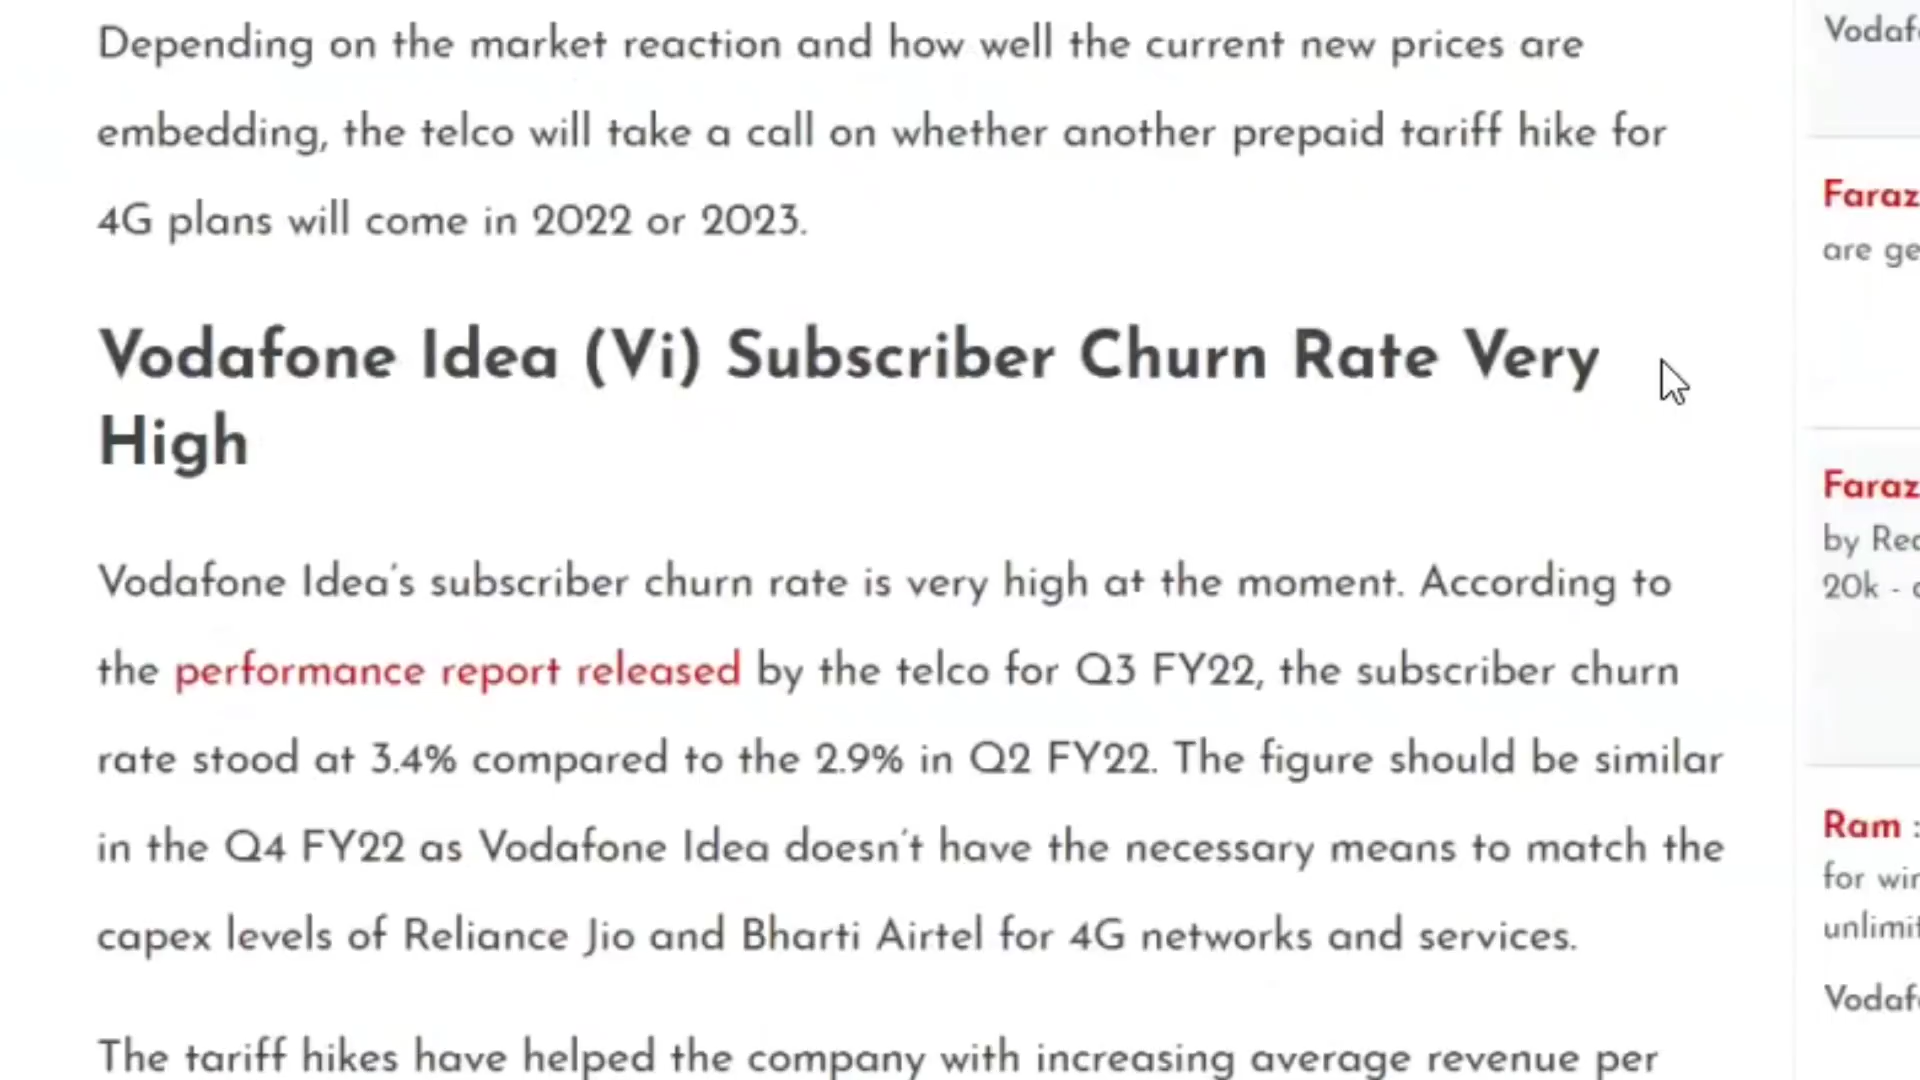 Depending on the market reaction and how well the current new prices are
embedding, the telco will take a call on whether another prepaid tariff hike for
4G plans will come in 2022 or 2023.
Vodafone Idea (Vi) Subscriber Churn Rate Very
High
Vodafone Idea's subscriber churn rate is very high at the moment. According to
the performance report released by the telco for Q3 FY22, the subscriber churn
rate stood at 3.4% compared to the 2.9% in Q2 FY22. The figure should be similar
in the Q4 FY22 as Vodafone Idea doesn't have the necessary means to match the
capex levels of Reliance Jio and Bharti Airtel for 4G networks and services.
The tariff hikes have helped the company with increasing average revenue per
Faraz
are
Faraz
by
20k -
Ram :
for